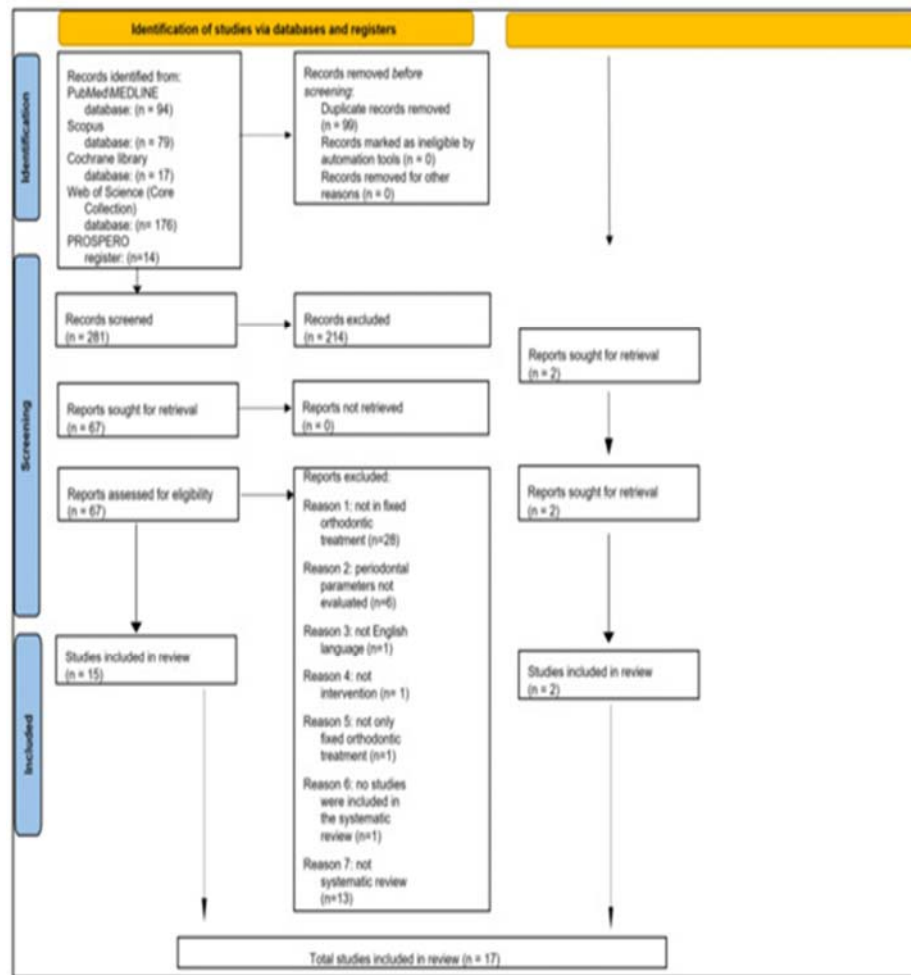 Identification of studies via databases and registers
Identification
Records identified from:
PubMed\MEDLINE
database: (n = 94)
Scopus
database: (n = 79)
Cochrane library
database: (n = 17)
Web of Science (Core
Collection)
database: (n= 176)
PROSPERO
register: (n=14)
Records removed before
screening:
Duplicate records removed
(n = 99)
Records marked as ineligible by
automation tools (n = 0)
Records removed for other
reasons (n = 0)
Screening
Records screened
(n = 281)
Records excluded
(n = 214)
Reports sought for retrieval
(n = 2)
Reports sought for retrieval
(n = 67)
Reports not retrieved
(n = 0)
Reports assessed for eligibility
(n = 67)
Reports excluded:
Reason 1: not in fixed
orthodontic
treatment (n=28)
Reason 2: periodontal
parameters not
evaluated (n=6)
Reason 3: not English
language (n=1)
Reason 4: not
intervention (n= 1)
Reason 5: not only
fixed orthodontic
treatment (n=1)
Reason 6: no studies
were included in
the systematic
review (n=1)
Reason 7: not
systematic review
(n=13)
Reports sought for retrieval
(n = 2)
Included
Studies included in review
(n = 15)
Studies included in review
(n = 2)
Total studies included in review (n = 17)